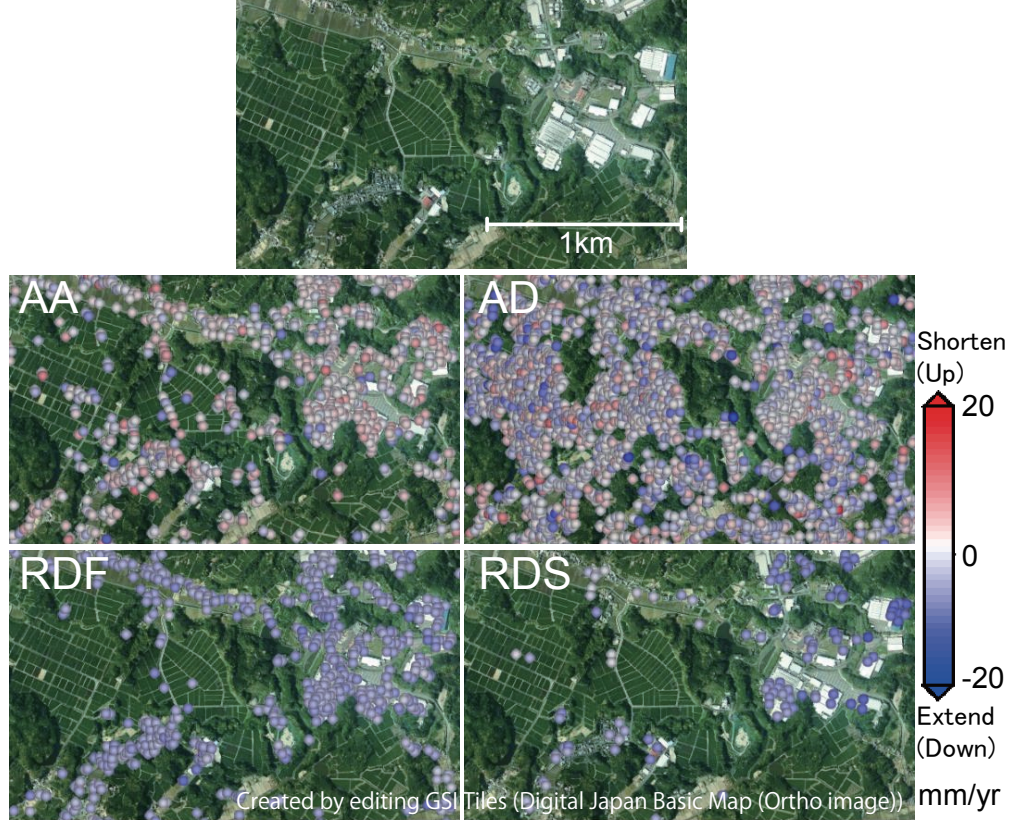 1km
AA
AD
RDF
RDS
Created by editing GSI Tiles (Digital Japan Basic Map (Ortho image))
Shorten
(Up)
20
0
-20
Extend
(Down)
mm/yr